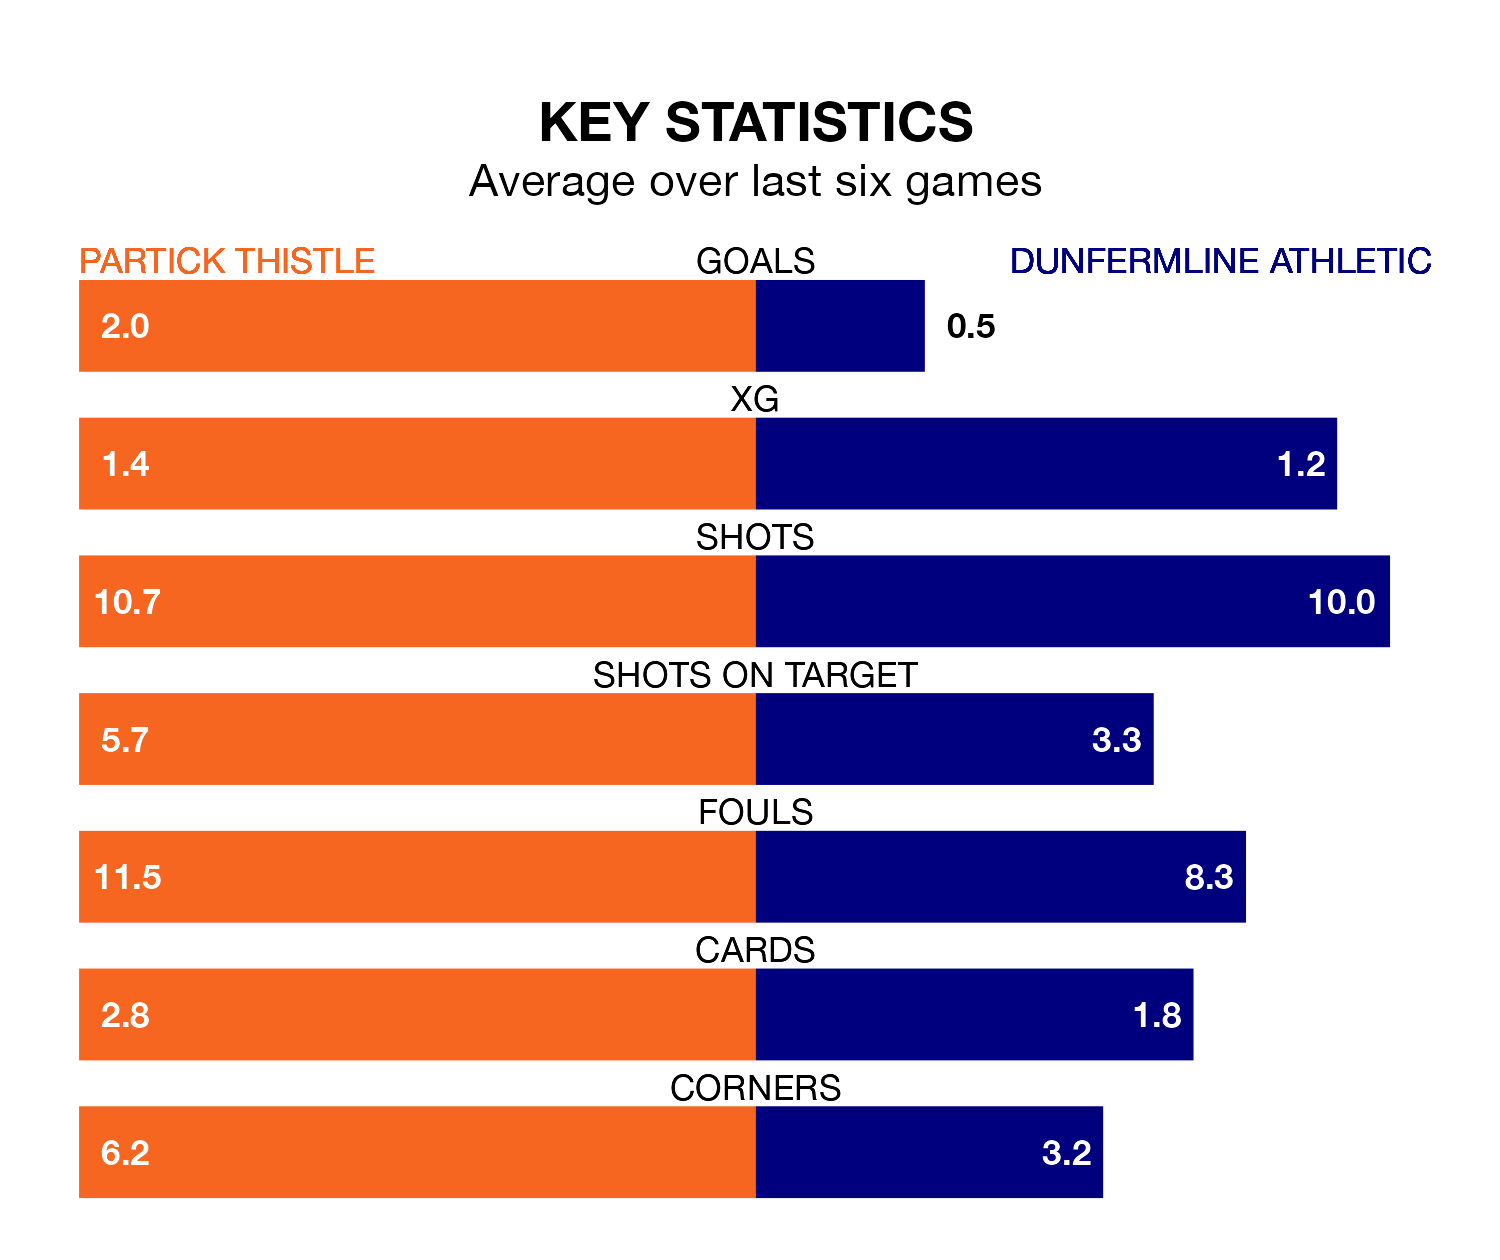 KEY STATISTICS
Average over last six games
PARTICK THISTLE GOALS DUNFERMLINE ATHLETIC
2.0 0.5
XG
1.4 1.2
SHOTS
10.7 10.0
SHOTS ON TARGET
5.7 3.3
FOULS
11.5 8.3
CARDS
2.8 1.8
CORNERS
6.2 3.2